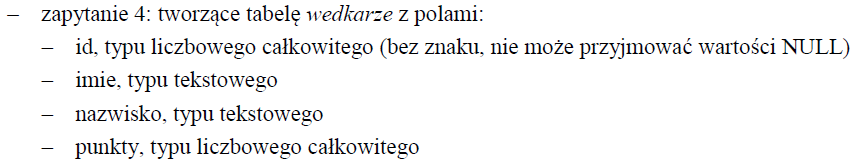 – zapytanie 4: tworzące tabelę wedkarze z polami:
– id, typu liczbowego całkowitego (bez znaku, nie może przyjmować wartości NULL)
– imie, typu tekstowego
– nazwisko, typu tekstowego
– punkty, typu liczbowego całkowitego